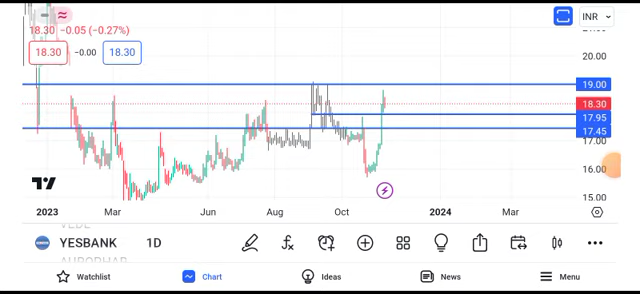 INR
18.30 −0.05 (−0.27%)
18.30 −0.00 18.30
20.00
19.00
18.30
17.95
17.45
17.00
16.00
15.00
2023 Mar Jun Aug Oct 2024 Mar
YESBANK 1D
Watchlist Chart Ideas News Menu